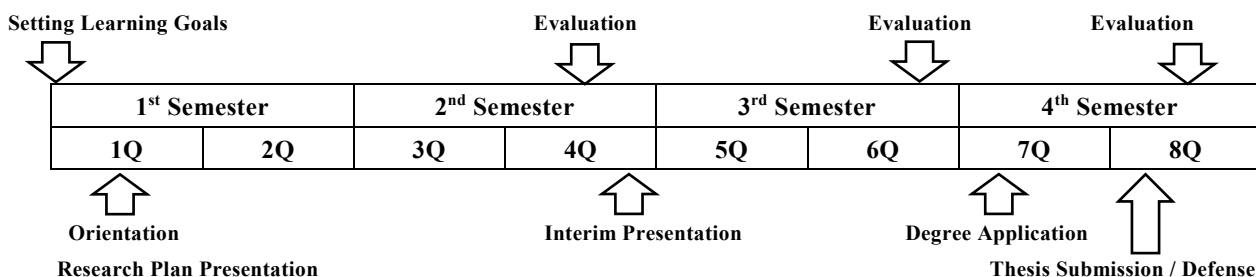 Setting Learning Goals Evaluation Evaluation Evaluation
1st Semester 2nd Semester 3rd Semester 4th Semester
1Q 2Q 3Q 4Q 5Q 6Q 7Q 8Q
Orientation Interim Presentation Degree Application
Research Plan Presentation Thesis Submission / Defense